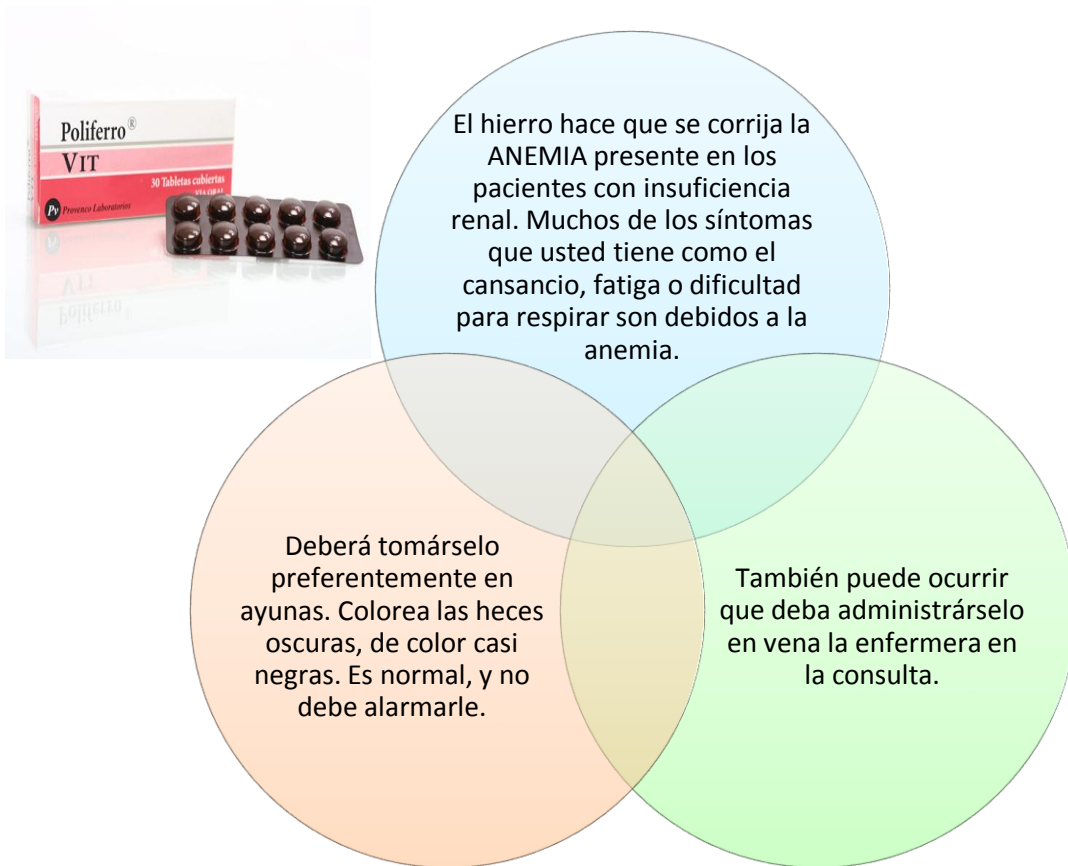 Poliferro®
VIT
30 Tabletas cubiertas
VIA ORAL
Pv Provenco Laboratorios
El hierro hace que se corrija la
ANEMIA presente en los
pacientes con insuficiencia
renal. Muchos de los síntomas
que usted tiene como el
cansancio, fatiga o dificultad
para respirar son debidos a la
anemia.
Deberá tomárselo
preferentemente en
ayunas. Colorea las heces
oscuras, de color casi
negras. Es normal, y no
debe alarmarle.
También puede ocurrir
que deba administrárselo
en vena la enfermera en
la consulta.